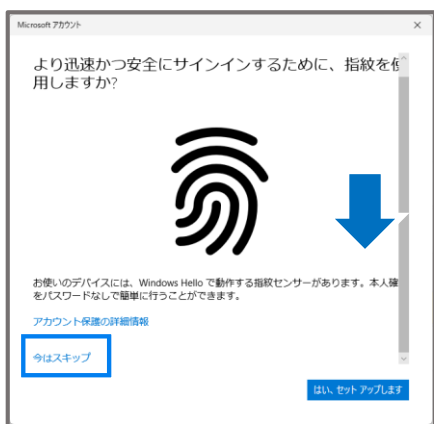 Microsoft アカウント
より迅速かつ安全にサインインするために、指紋を使
用しますか?
お使いのデバイスには、Windows Hello で動作する指紋センサーがあります。本人確
をパスワードなしで簡単に行うことができます。
アカウント保護の詳細情報
今はスキップ
はい、セット アップします